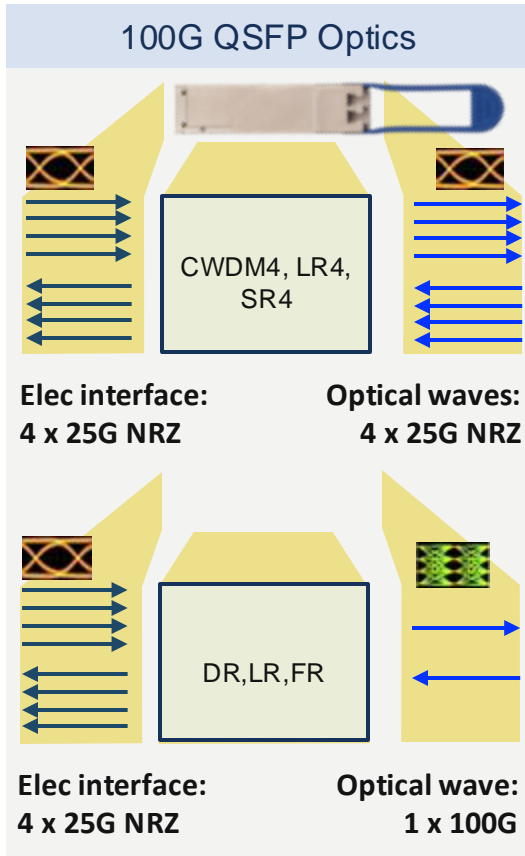 100G QSFP Optics
CWDM4, LR4,
SR4
Elec interface:
4 x 25G NRZ
Optical waves:
4 x 25G NRZ
DR,LR,FR
Elec interface:
4 x 25G NRZ
Optical wave:
1 x 100G